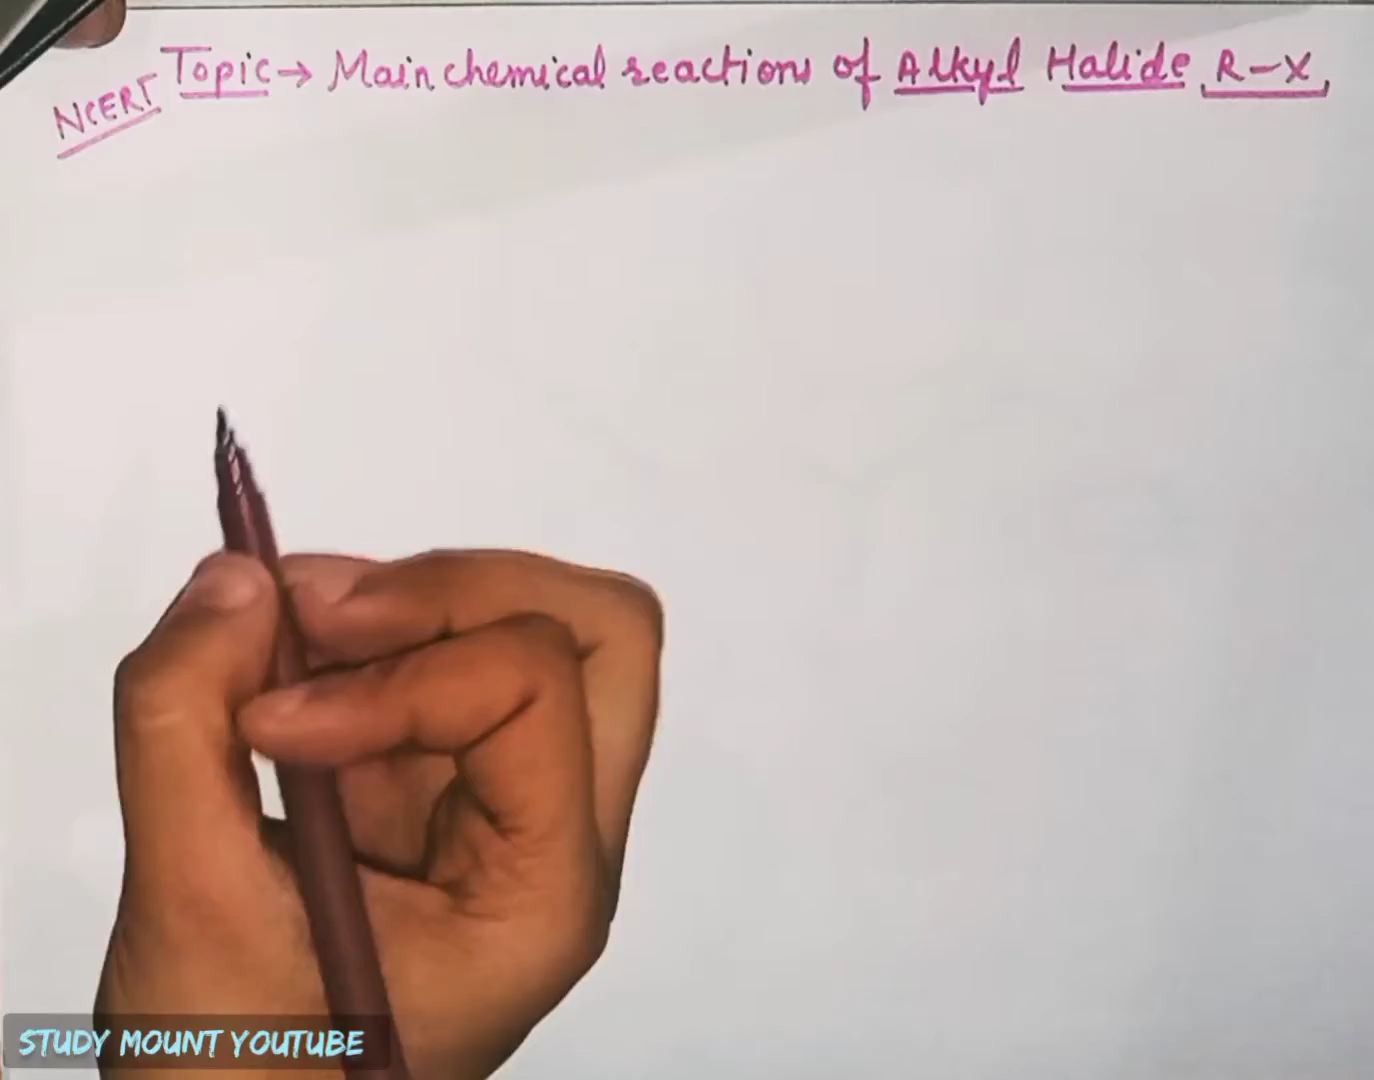 Topic → Main chemical reactions of Alkyl Halide R-X,
NCERT
STUDY MOUNT YOUTUBE